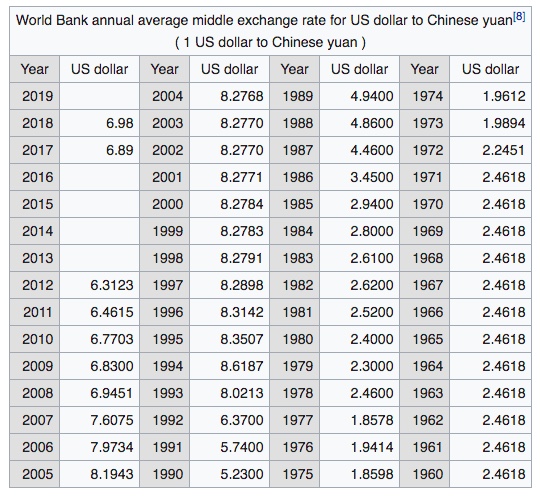 World Bank annual average middle exchange rate for US dollar to Chinese yuan[8]
( 1 US dollar to Chinese yuan )
Year US dollar Year US dollar Year US dollar Year US dollar
2019 2004 8.2768 1989 4.9400 1974 1.9612
2018 6.98 2003 8.2770 1988 4.8600 1973 1.9894
2017 6.89 2002 8.2770 1987 4.4600 1972 2.2451
2016 2001 8.2771 1986 3.4500 1971 2.4618
2015 2000 8.2784 1985 2.9400 1970 2.4618
2014 1999 8.2783 1984 2.8000 1969 2.4618
2013 1998 8.2791 1983 2.6100 1968 2.4618
2012 6.3123 1997 8.2898 1982 2.6200 1967 2.4618
2011 6.4615 1996 8.3142 1981 2.5200 1966 2.4618
2010 6.7703 1995 8.3507 1980 2.4000 1965 2.4618
2009 6.8300 1994 8.6187 1979 2.3000 1964 2.4618
2008 6.9451 1993 8.0213 1978 2.4600 1963 2.4618
2007 7.6075 1992 6.3700 1977 1.8578 1962 2.4618
2006 7.9734 1991 5.7400 1976 1.9414 1961 2.4618
2005 8.1943 1990 5.2300 1975 1.8598 1960 2.4618